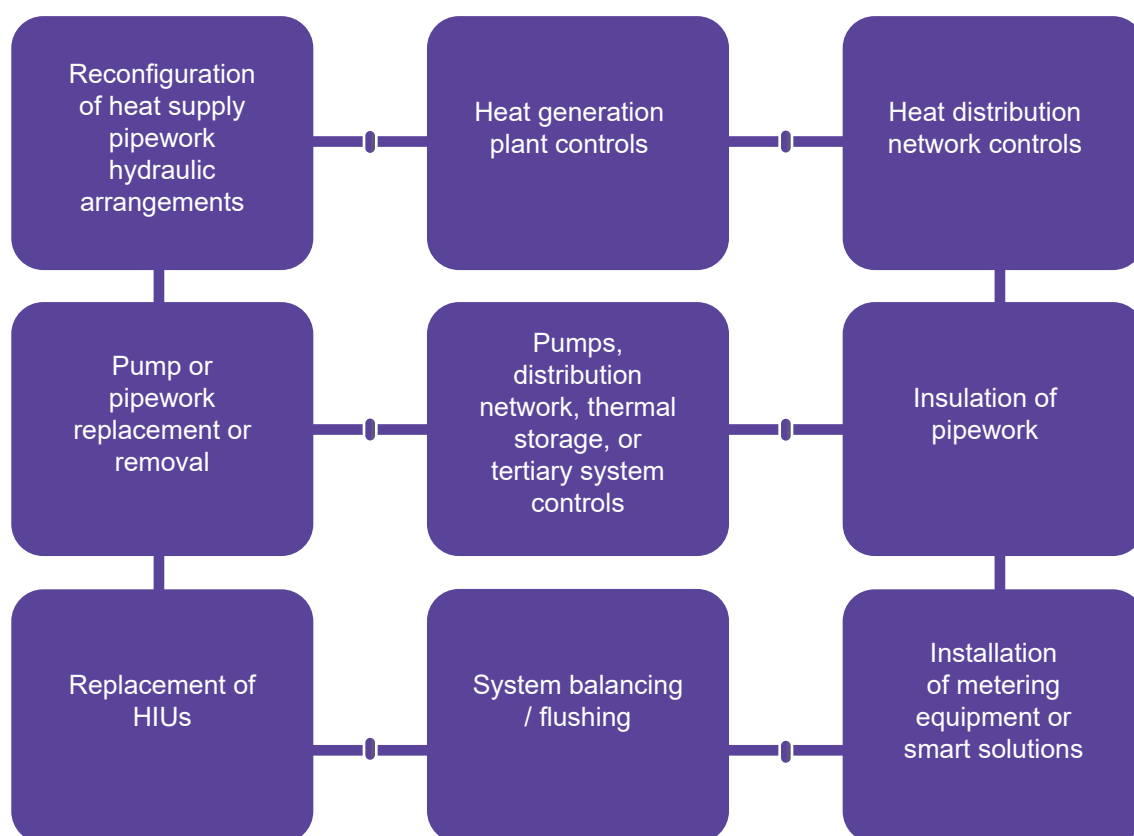 Reconfiguration
of heat supply
pipework
hydraulic
arrangements
Heat generation
plant controls
Heat distribution
network controls
Pump or
pipework
replacement or
removal
Pumps,
distribution
network, thermal
storage, or
tertiary system
controls
Insulation of
pipework
Replacement of
HIUs
System balancing
/ flushing
Installation
of metering
equipment or
smart solutions